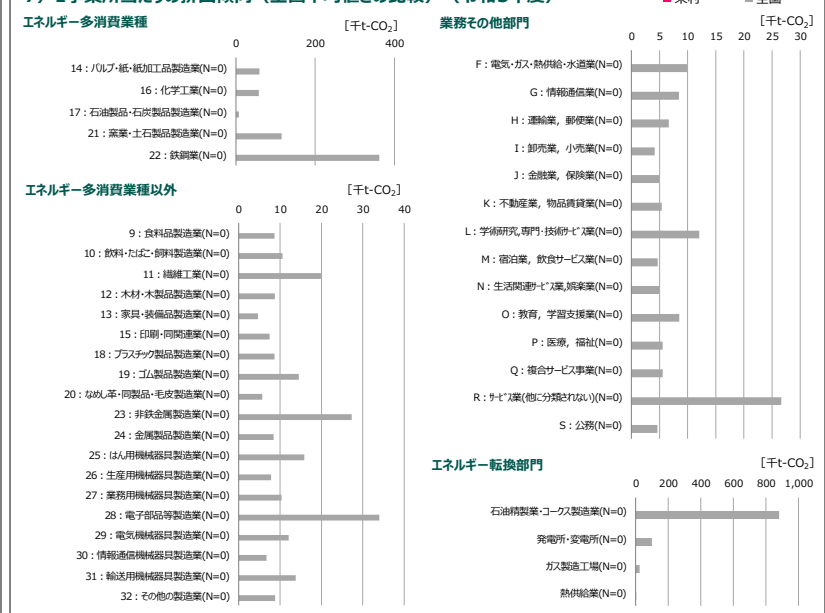 エネルギー多消費業種
[千t-CO₂]
0 200 400
14：パルプ・紙・紙加工品製造業(N=0)
16：化学工業(N=0)
17：石油製品・石炭製品製造業(N=0)
21：窯業・土石製品製造業(N=0)
22：鉄鋼業(N=0)
エネルギー多消費業種以外
[千t-CO₂]
0 10 20 30 40
9：食料品製造業(N=0)
10：飲料・たばこ・飼料製造業(N=0)
11：繊維工業(N=0)
12：木材・木製品製造業(N=0)
13：家具・装備品製造業(N=0)
15：印刷・同関連業(N=0)
18：プラスチック製品製造業(N=0)
19：ゴム製品製造業(N=0)
20：なめし革・同製品・毛皮製造業(N=0)
23：非鉄金属製造業(N=0)
24：金属製品製造業(N=0)
25：はん用機械器具製造業(N=0)
26：生産用機械器具製造業(N=0)
27：業務用機械器具製造業(N=0)
28：電子部品等製造業(N=0)
29：電気機械器具製造業(N=0)
30：情報通信機械器具製造業(N=0)
31：輸送用機械器具製造業(N=0)
32：その他の製造業(N=0)
業務その他部門
[千t-CO₂]
0 5 10 15 20 25 30
F：電気・ガス・熱供給・水道業(N=0)
G：情報通信業(N=0)
H：運輸業，郵便業(N=0)
I：卸売業，小売業(N=0)
J：金融業，保険業(N=0)
K：不動産業，物品賃貸業(N=0)
L：学術研究,専門・技術ｻｰﾋﾞｽ業(N=0)
M：宿泊業，飲食サービス業(N=0)
N：生活関連ｻｰﾋﾞｽ業,娯楽業(N=0)
O：教育，学習支援業(N=0)
P：医療，福祉(N=0)
Q：複合サービス事業(N=0)
R：ｻｰﾋﾞｽ業(他に分類されない)(N=0)
S：公務(N=0)
エネルギー転換部門
[千t-CO₂]
0 200 400 600 800 1,000
石油精製業・コークス製造業(N=0)
発電所・変電所(N=0)
ガス製造工場(N=0)
熱供給業(N=0)